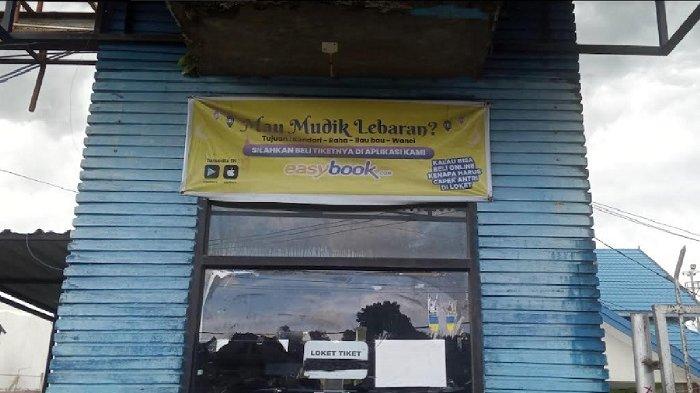 Mau Mudik Lebaran?
Tujuan : Kendari - Raha - Bau bau - Wanci
SILAHKAN BELI TIKETNYA DI APLIKASI KAMI
easybook.com
KALAU BISA
BELI ONLINE
KENAPA HARUS
CAPEK ANTRI
DI LOKET
LOKET TIKET